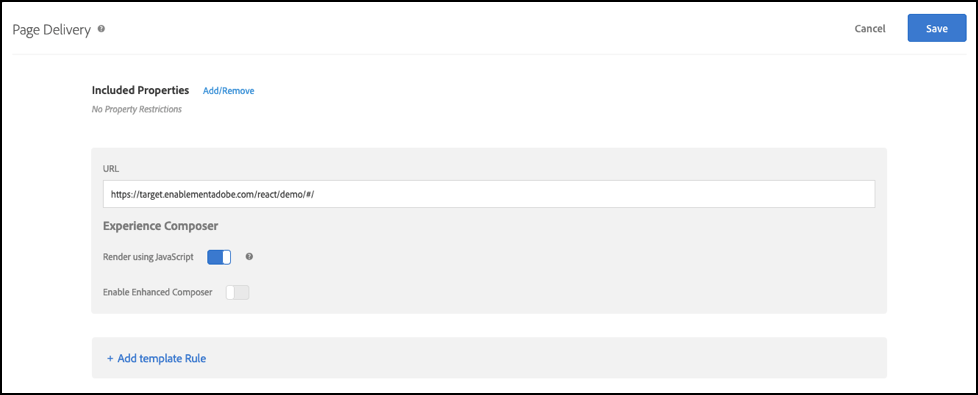 Page Delivery
Cancel
Save
Included Properties Add/Remove
No Property Restrictions
URL
https://target.enablementadobe.com/react/demo/#/
Experience Composer
Render using JavaScript
Enable Enhanced Composer
+ Add template Rule